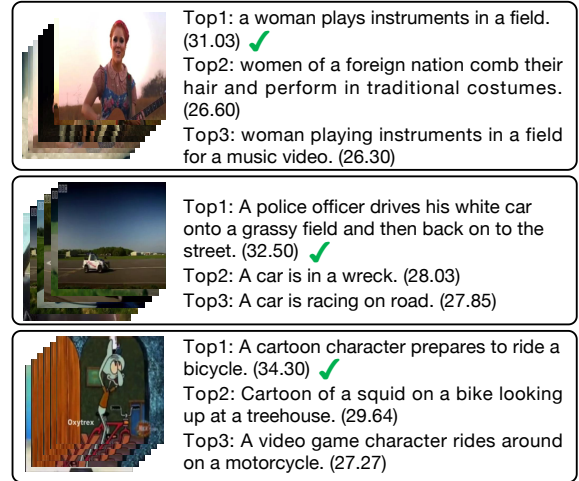 Top1: a woman plays instruments in a field.
(31.03) ✓
Top2: women of a foreign nation comb their
hair and perform in traditional costumes.
(26.60)
Top3: woman playing instruments in a field
for a music video. (26.30)
Top1: A police officer drives his white car
onto a grassy field and then back on to the
street. (32.50) ✓
Top2: A car is in a wreck. (28.03)
Top3: A car is racing on road. (27.85)
Top1: A cartoon character prepares to ride a
bicycle. (34.30) ✓
Top2: Cartoon of a squid on a bike looking
up at a treehouse. (29.64)
Top3: A video game character rides around
on a motorcycle. (27.27)
Oxytrex